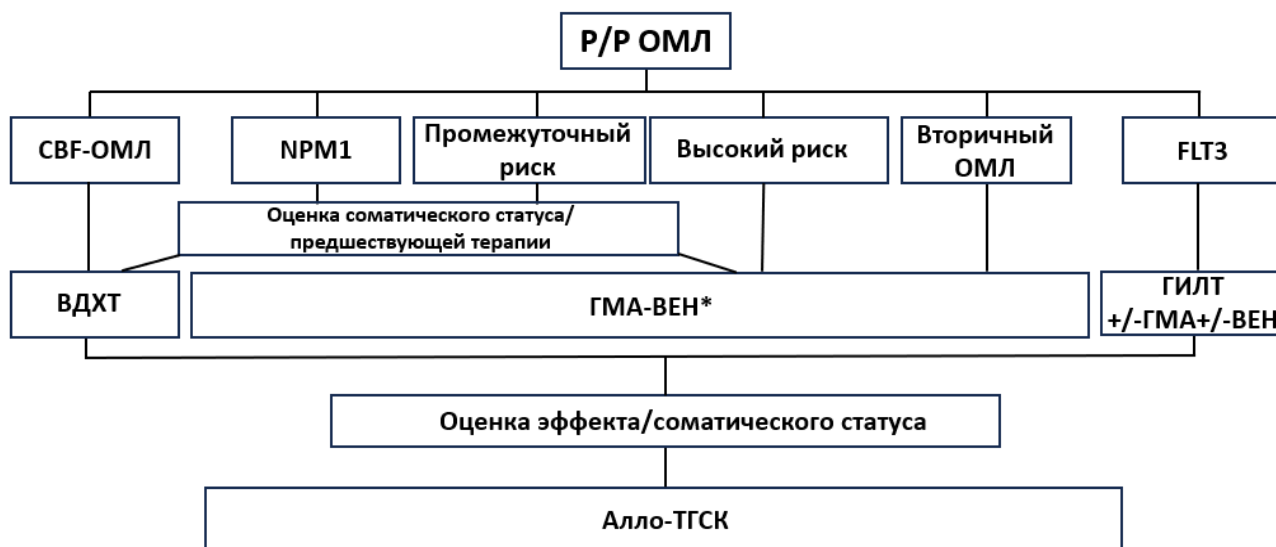 Р/Р ОМЛ
CBF-ОМЛ
NPM1
Промежуточный
риск
Высокий риск
Вторичный
ОМЛ
FLT3
Оценка соматического статуса/
предшествующей терапии
ВДХТ
ГМА-ВЕН*
ГИЛТ
+/-ГМА+/-ВЕН
Оценка эффекта/соматического статуса
Алло-ТГСК